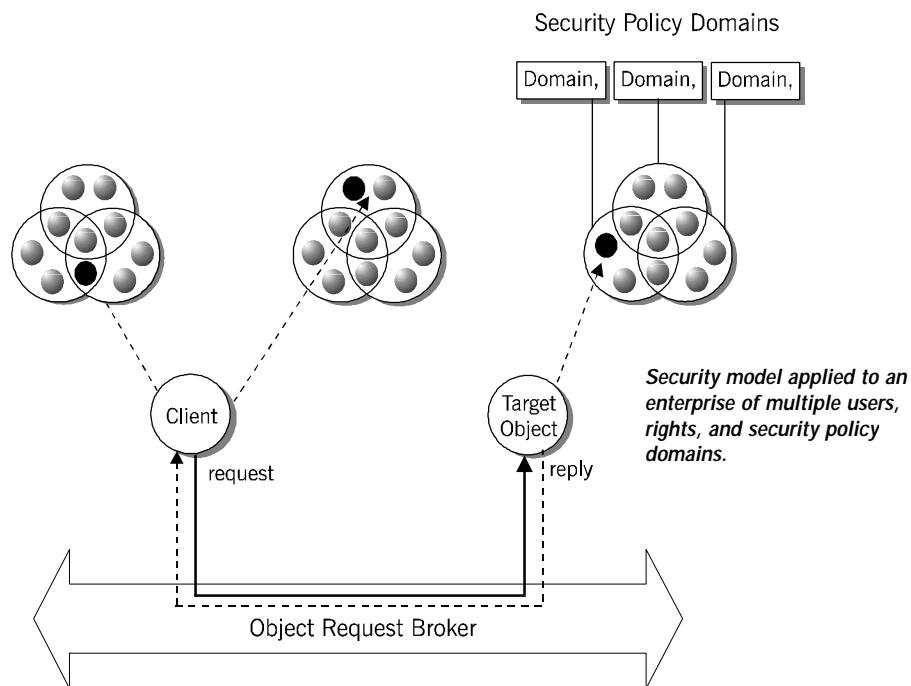 Security Policy Domains
Domain, Domain, Domain,
Client
Target
Object
Security model applied to an
enterprise of multiple users,
rights, and security policy
domains.
request
reply
Object Request Broker